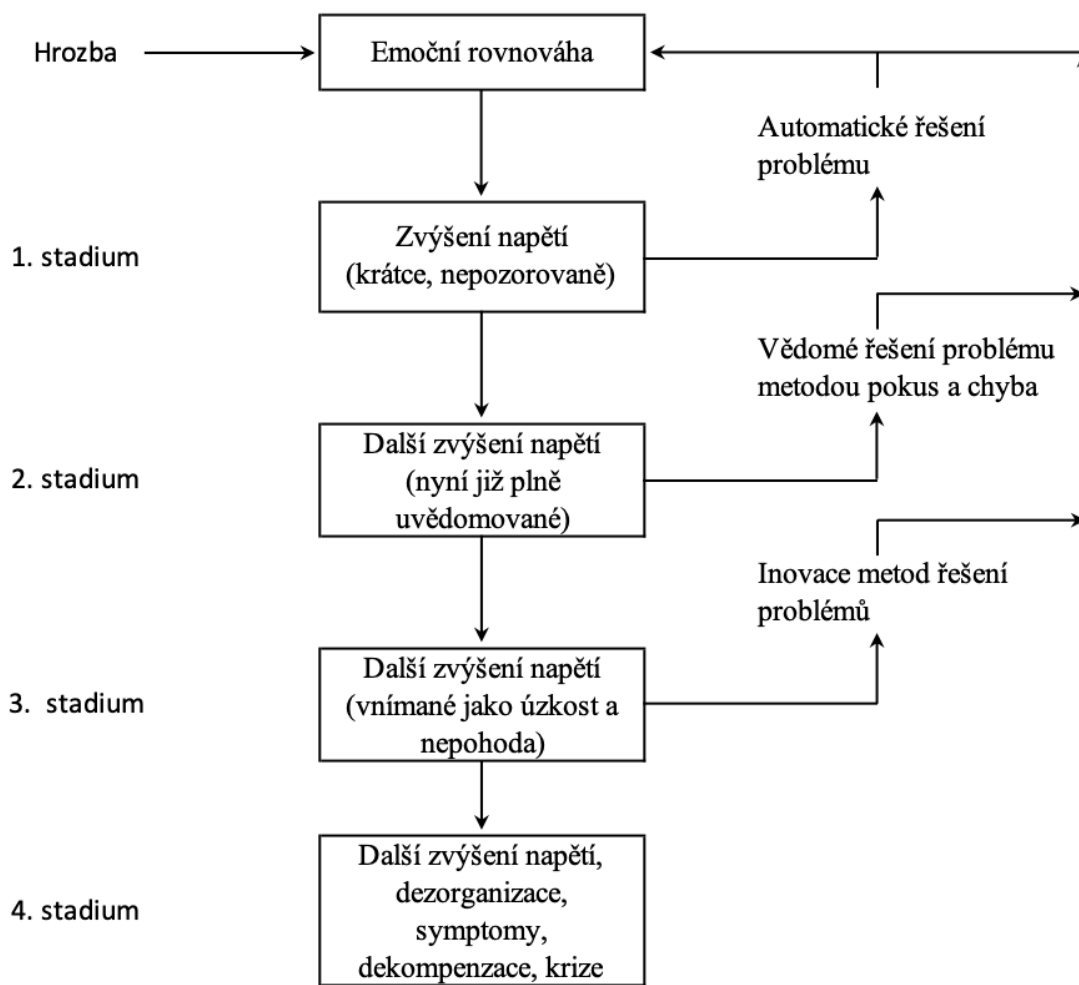 Hrozba
Emoční rovnováha
Automatické řešení
problému
1. stadium
Zvýšení napětí
(krátce, nepozorovaně)
Vědomé řešení problému
metodou pokus a chyba
2. stadium
Další zvýšení napětí
(nyní již plně
uvědomované)
Inovace metod řešení
problémů
3. stadium
Další zvýšení napětí
(vnímané jako úzkost a
nepohoda)
4. stadium
Další zvýšení napětí,
dezorganizace,
symptomy,
dekompenzace, krize